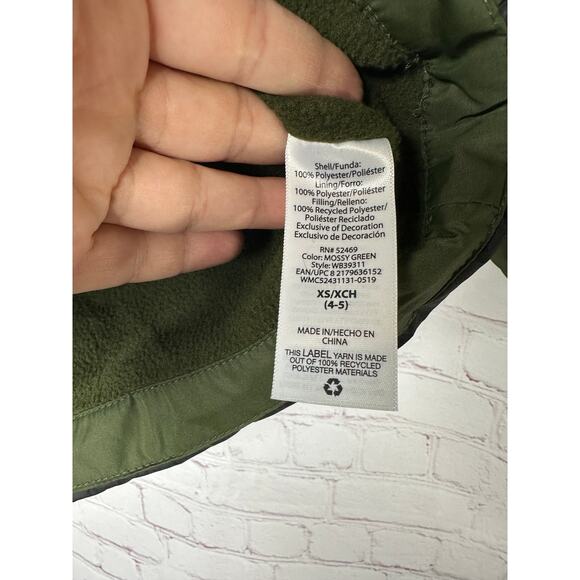 Shell/Funda:
100% Polyester/Poliéster
Lining/Forro:
100% Polyester/Poliéster
Filling/Relleno:
100% Recycled Polyester/
Poliéster Reciclado
Exclusive of Decoration
Exclusivo de Decoración
RN# 52469
Color: MOSSY GREEN
Style: WB39311
EAN/UPC 8 2179636152
WMC52431131-0519
XS/XCH
(4-5)
MADE IN/HECHO EN
CHINA
THIS LABEL YARN IS MADE
OUT OF 100% RECYCLED
POLYESTER MATERIALS